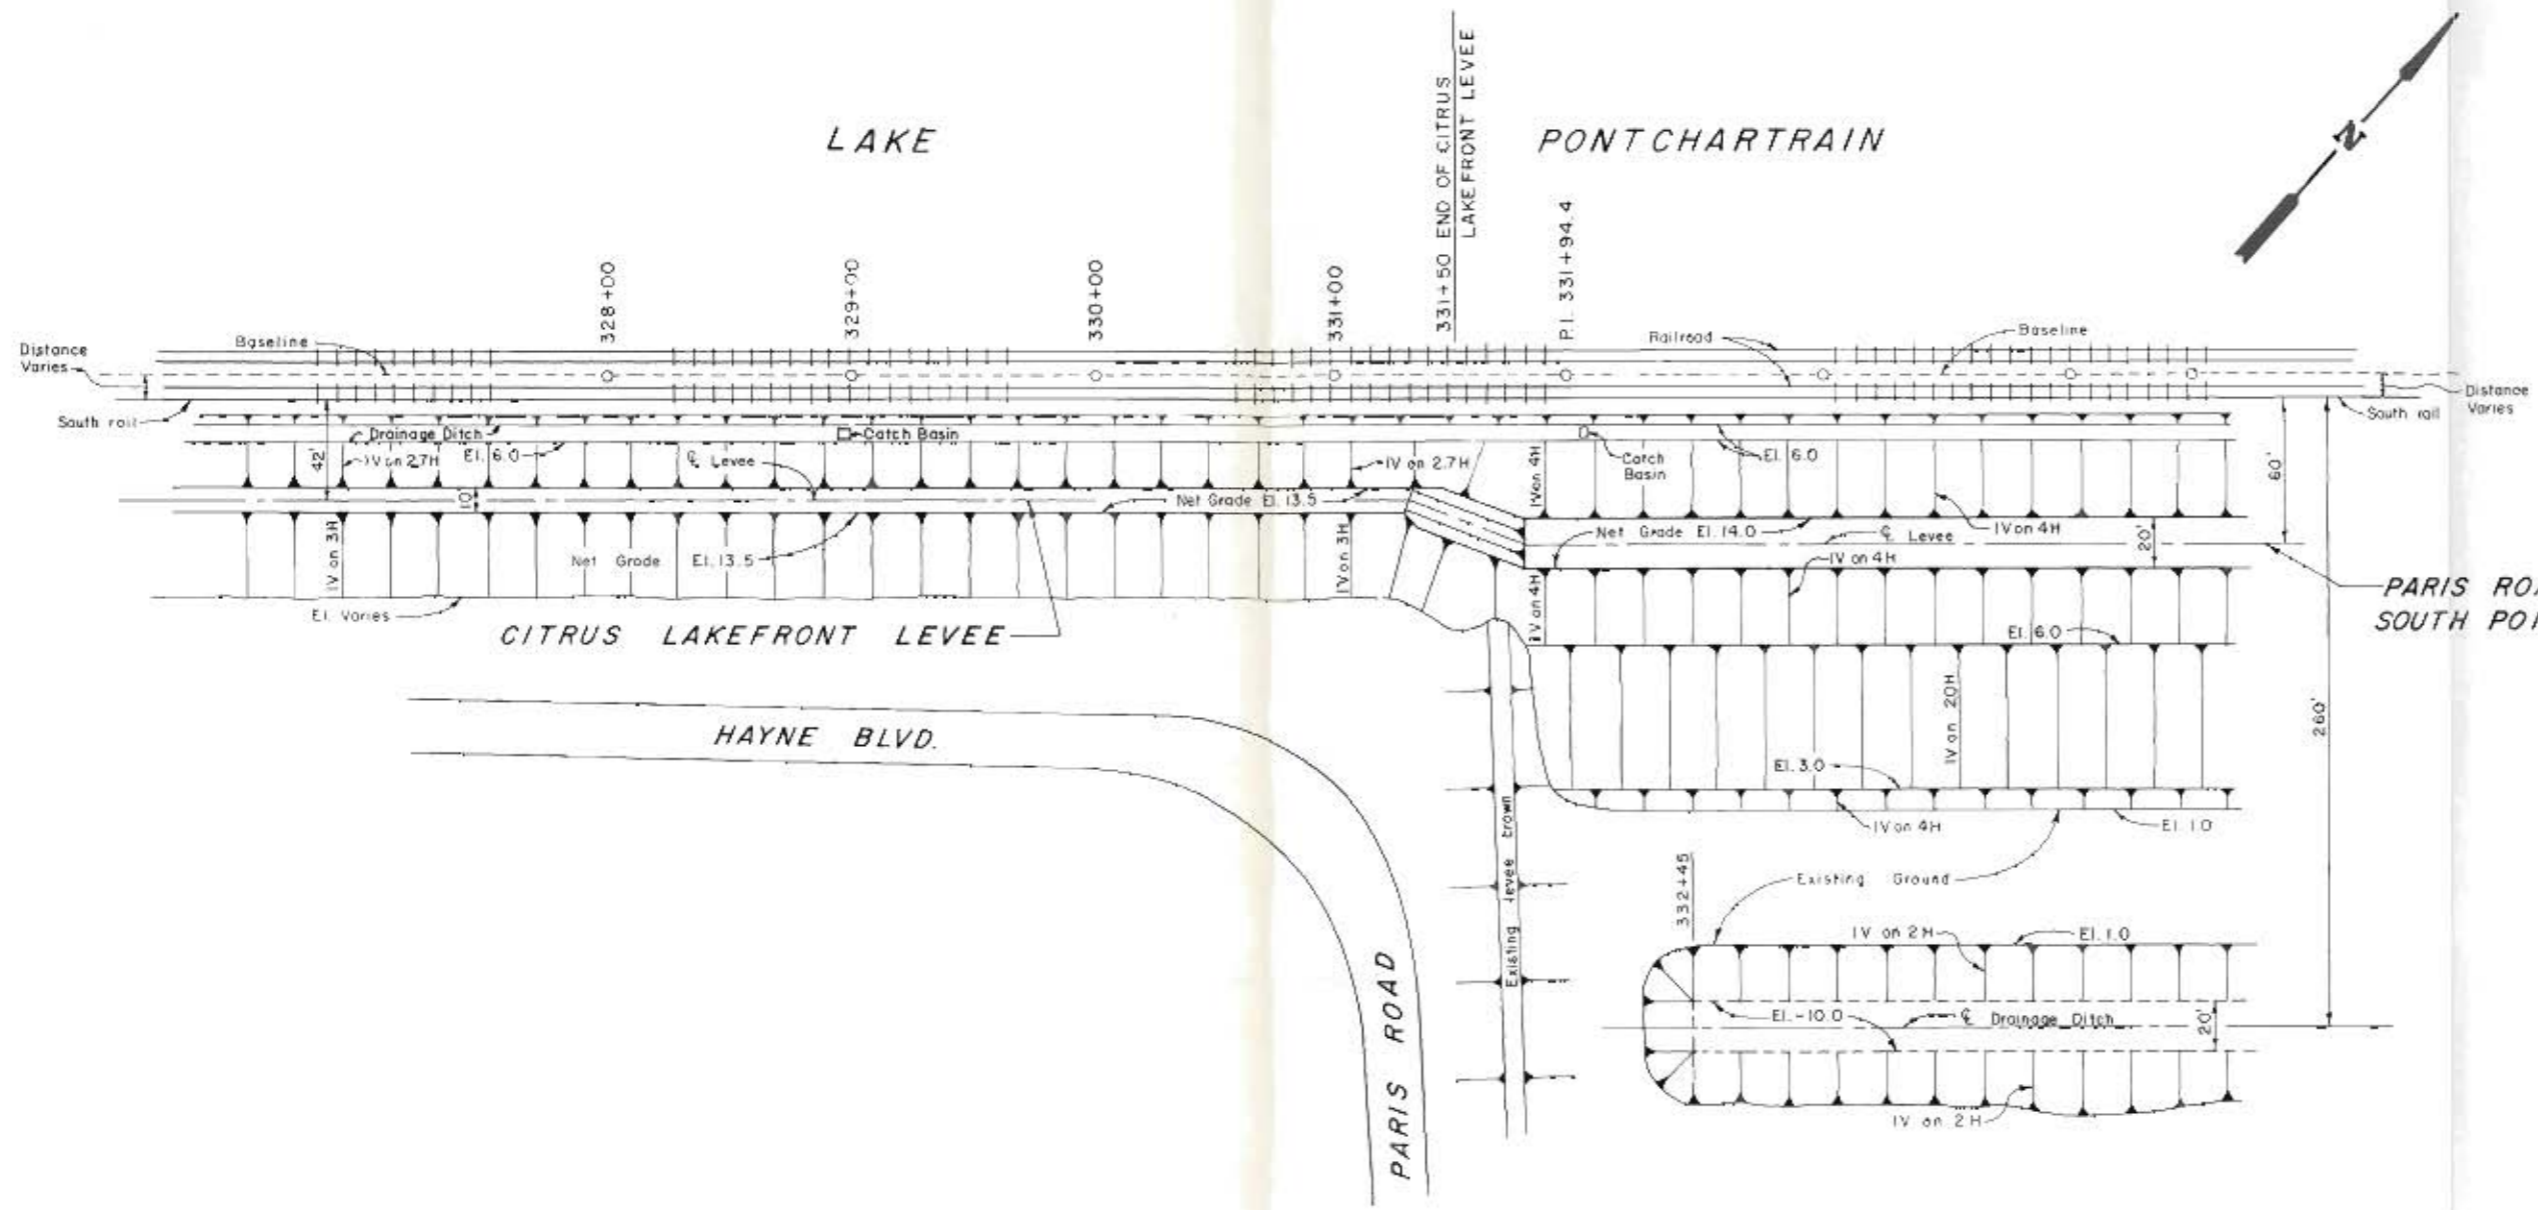 LAKE
PONTCHARTRAIN
N
331+50 END OF CITRUS
LAKEFRONT LEVEE
P.I. 331+94.4
328+00
329+00
330+00
331+00
Distance
Varies
Baseline
Railroad
Baseline
Distance
Varies
South rail
South rail
Drainage Ditch
Catch Basin
42'
1V on 2.7H
El. 6.0
℄ Levee
1V on 2.7H
1V on 4H
Catch
Basin
El. 6.0
60'
10'
Net Grade El. 13.5
Net Grade El. 14.0
℄ Levee
1V on 4H
20'
1V on 3H
Net Grade El. 13.5
1V on 3H
1V on 4H
1V on 4H
PARIS
SOUTH
El. Varies
CITRUS LAKEFRONT LEVEE
El. 6.0
HAYNE BLVD.
1V on 20H
260'
El. 3.0
Existing levee crown
1V on 4H
El. 1.0
332+45
Existing Ground
1V on 2H
El. 1.0
El. -10.0
℄ Drainage Ditch
20'
1V on 2H
PARIS ROAD